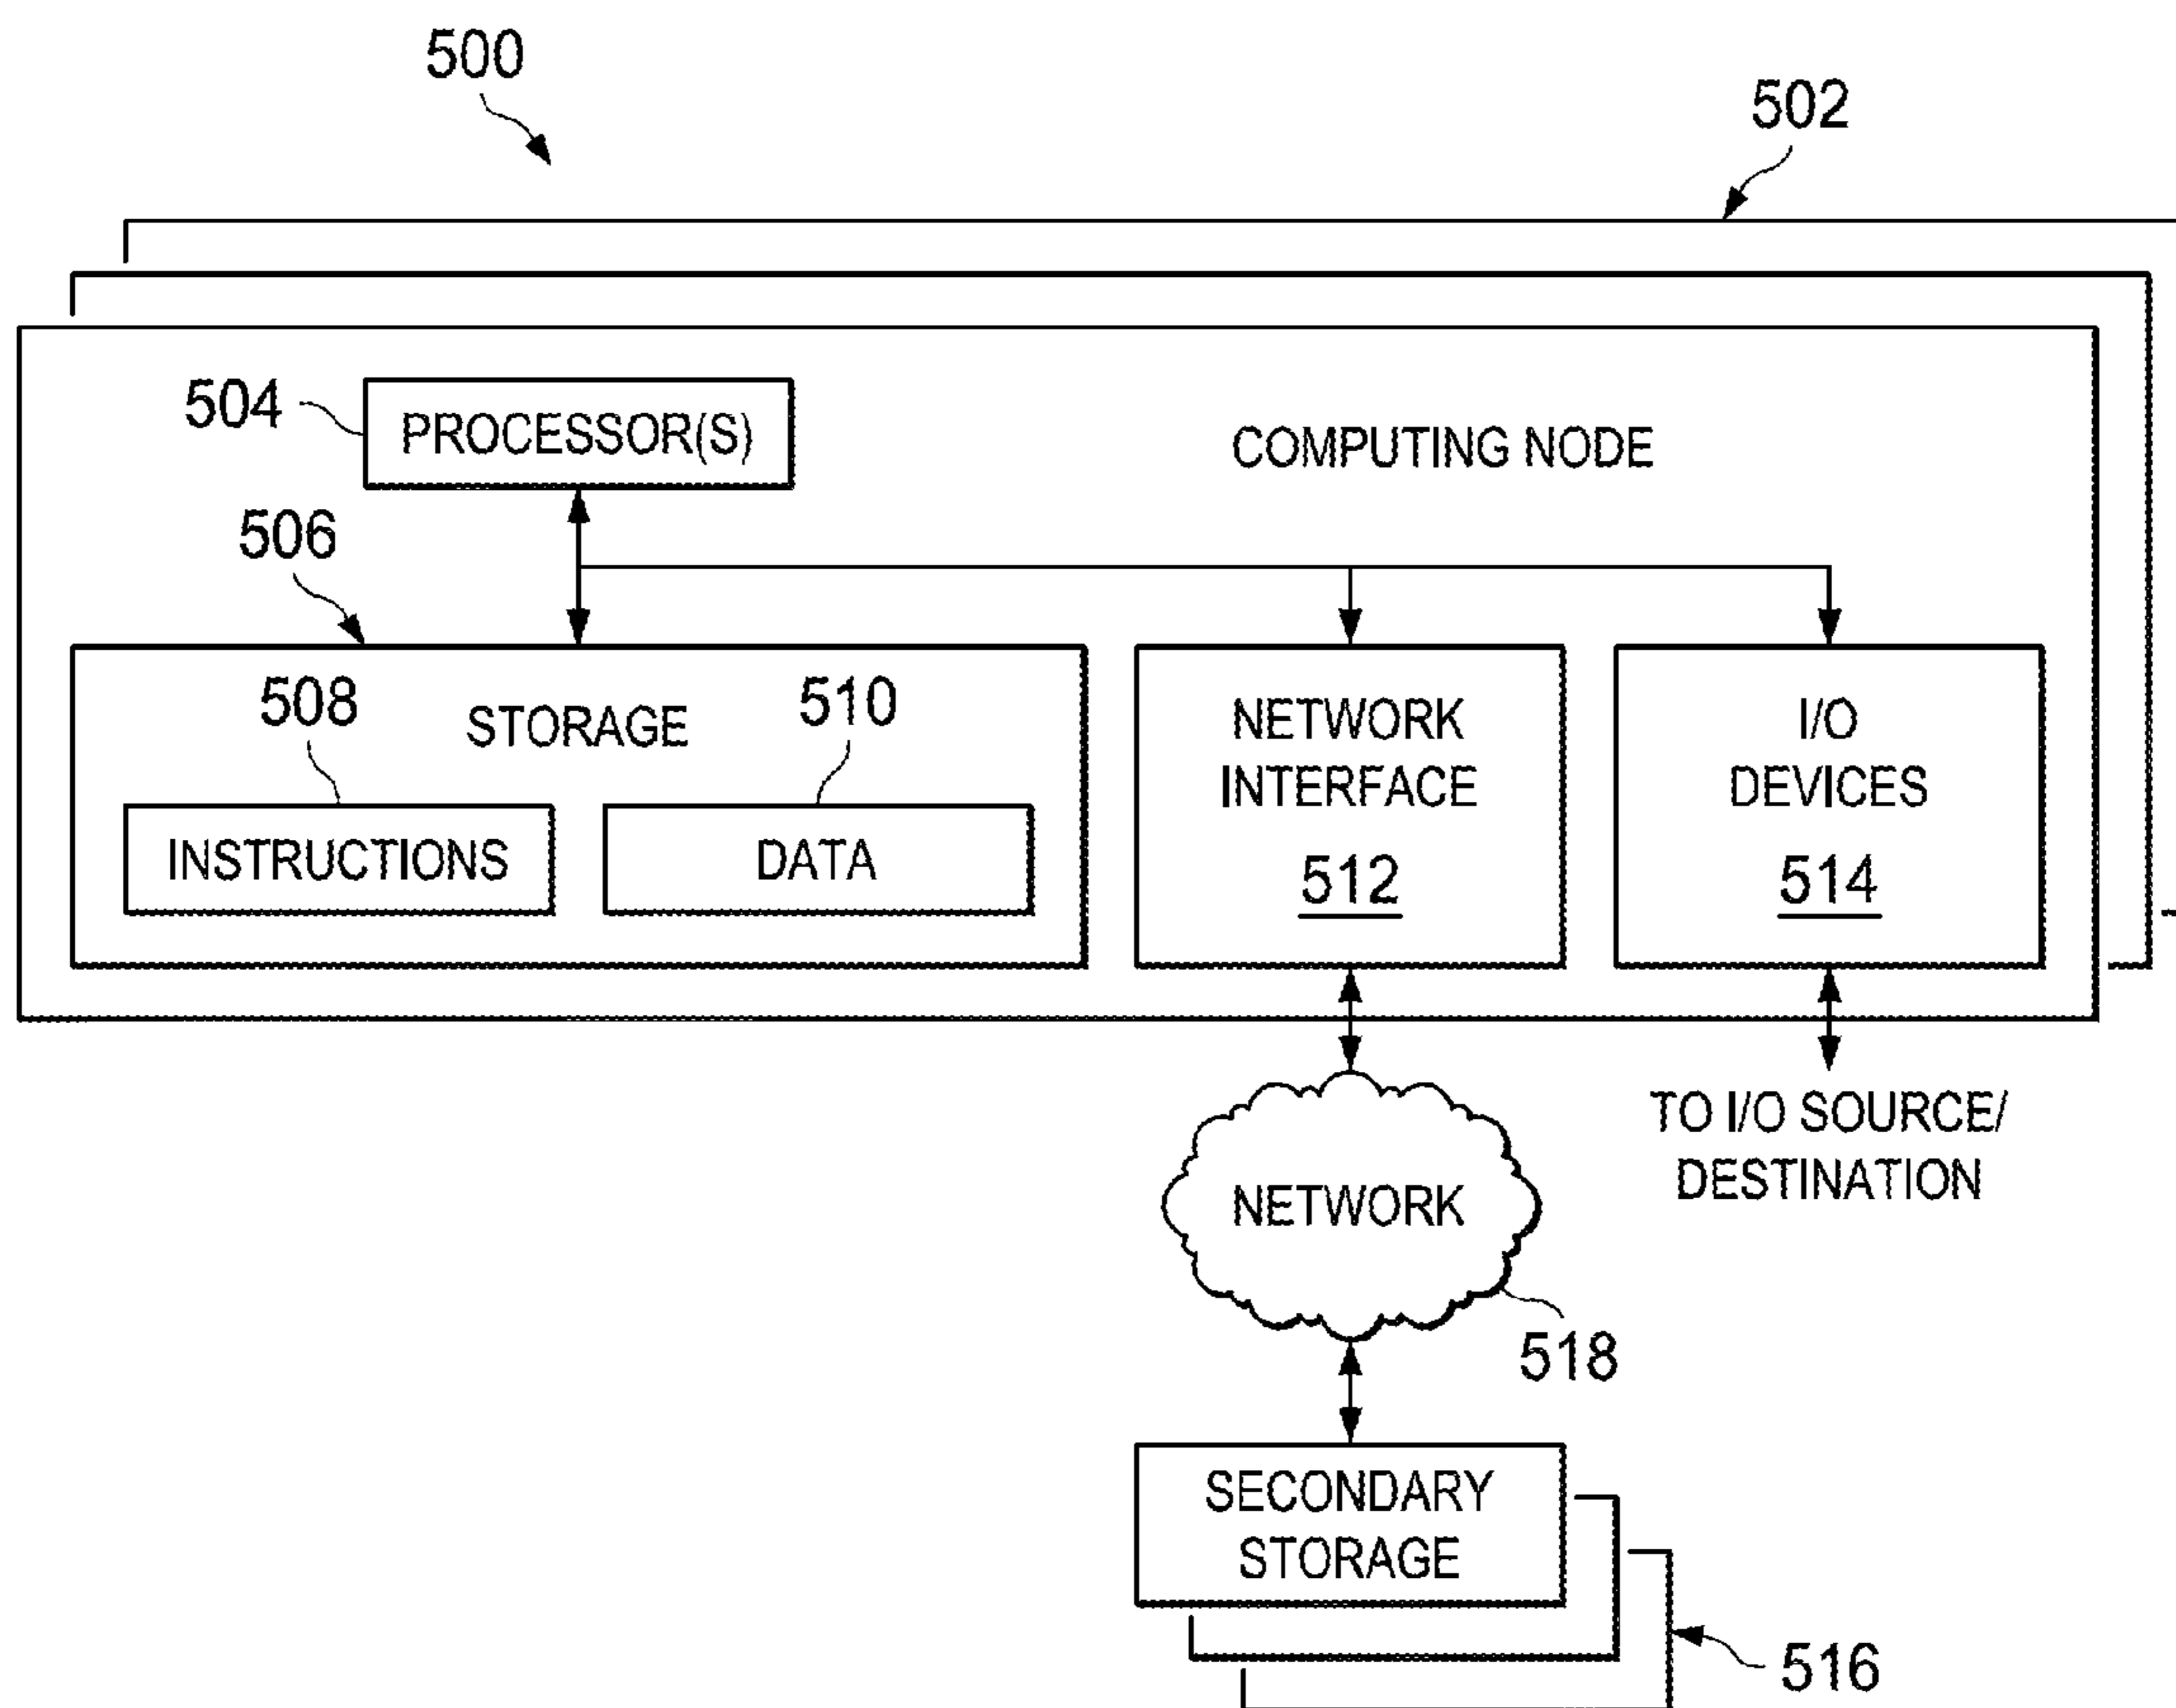 500
502
504
PROCESSOR(S)
COMPUTING NODE
506
508
STORAGE
510
INSTRUCTIONS
DATA
NETWORK
INTERFACE
512
I/O
DEVICES
514
TO I/O SOURCE/
DESTINATION
NETWORK
518
SECONDARY
STORAGE
516